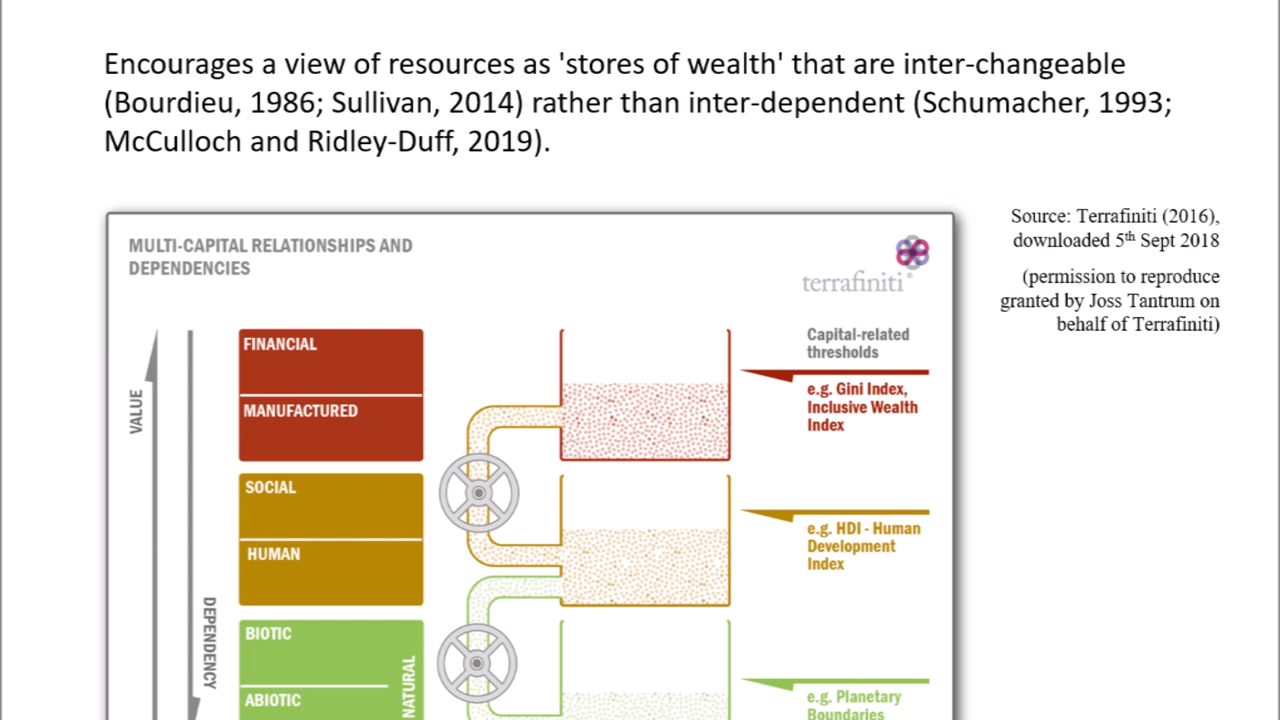 Encourages a view of resources as 'stores of wealth' that are inter-changeable
(Bourdieu, 1986; Sullivan, 2014) rather than inter-dependent (Schumacher, 1993;
McCulloch and Ridley-Duff, 2019).
Source: Terrafiniti (2016),
downloaded 5th Sept 2018
(permission to reproduce
granted by Joss Tantrum on
behalf of Terrafiniti)
MULTI-CAPITAL RELATIONSHIPS AND
DEPENDENCIES
terrafiniti®
VALUE
DEPENDENCY
FINANCIAL
MANUFACTURED
SOCIAL
HUMAN
BIOTIC
ABIOTIC
NATURAL
Capital-related
thresholds
e.g. Gini Index,
Inclusive Wealth
Index
e.g. HDI - Human
Development
Index
e.g. Planetary
Boundaries